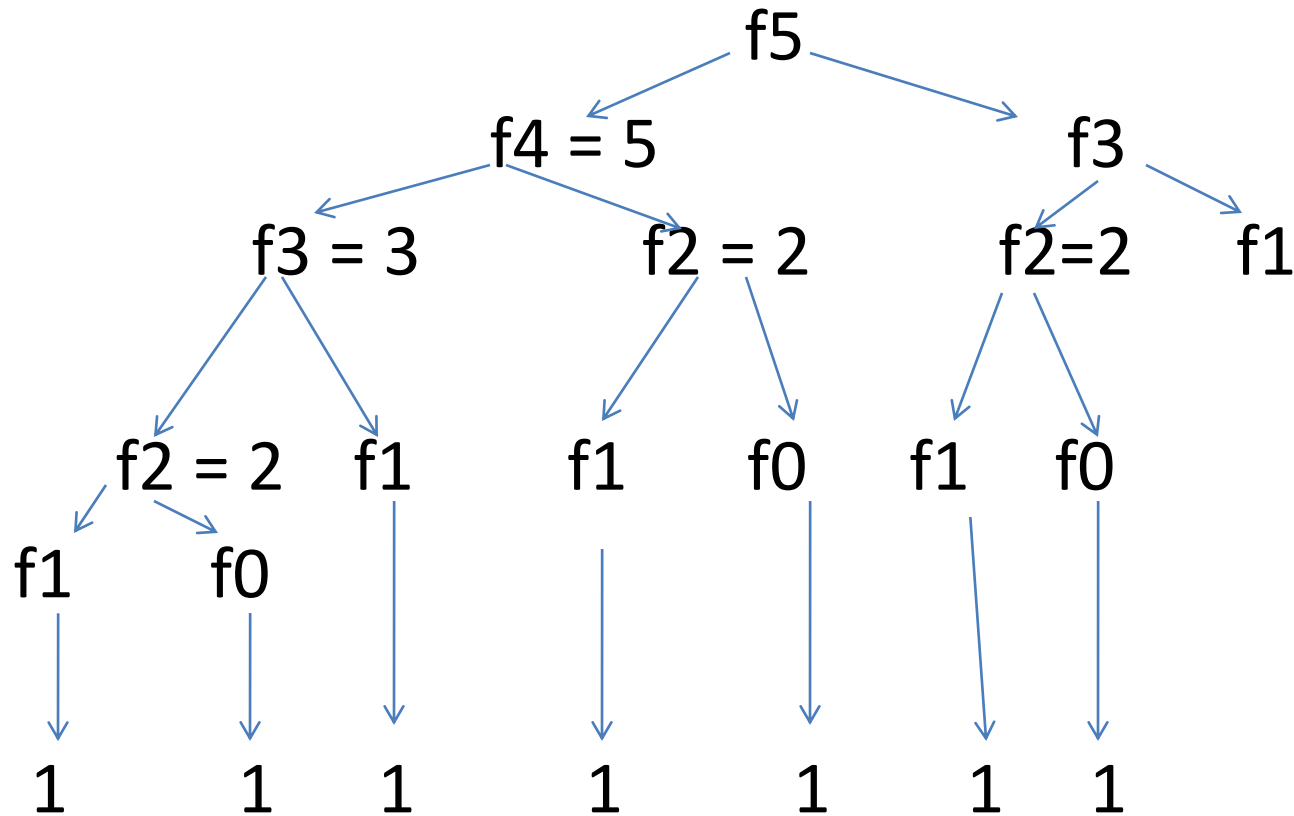 f5
f4 = 5 f3
f3 = 3 f2 = 2 f2=2 f1
f2 = 2 f1 f1 f0 f1 f0
f1 f0
1 1 1 1 1 1 1